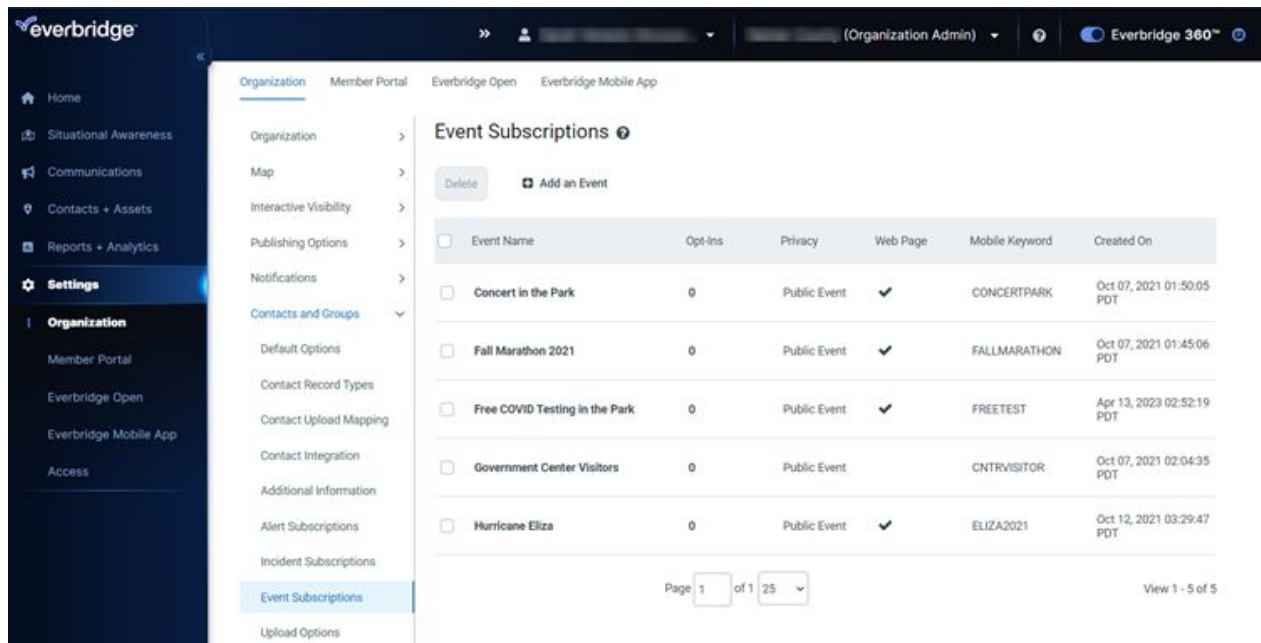 everbridge
(Organization Admin)
Everbridge 360™
Home
Situational Awareness
Communications
Contacts + Assets
Reports + Analytics
Settings
Organization
Member Portal
Everbridge Open
Everbridge Mobile App
Access
Organization Member Portal Everbridge Open Everbridge Mobile App
Organization
Map
Interactive Visibility
Publishing Options
Notifications
Contacts and Groups
Default Options
Contact Record Types
Contact Upload Mapping
Contact Integration
Additional Information
Alert Subscriptions
Incident Subscriptions
Event Subscriptions
Upload Options
Event Subscriptions
Delete Add an Event
Event Name Opt-Ins Privacy Web Page Mobile Keyword Created On
Concert in the Park 0 Public Event ✔ CONCERTPARK Oct 07, 2021 01:50:05
PDT
Fall Marathon 2021 0 Public Event ✔ FALLMARATHON Oct 07, 2021 01:45:06
PDT
Free COVID Testing in the Park 0 Public Event ✔ FREETEST Apr 13, 2023 02:52:19
PDT
Government Center Visitors 0 Public Event CNTRVISITOR Oct 07, 2021 02:04:35
PDT
Hurricane Eliza 0 Public Event ✔ ELIZA2021 Oct 12, 2021 03:29:47
PDT
Page 1 of 1 25 View 1 - 5 of 5